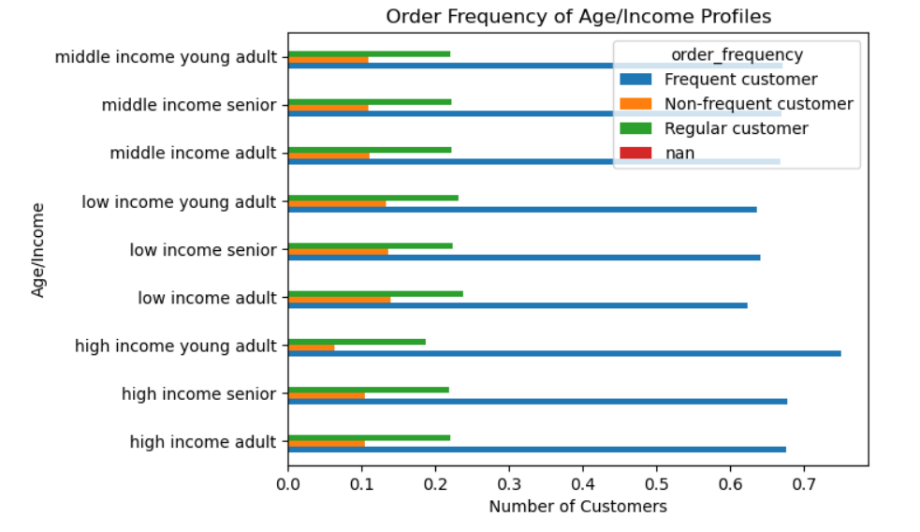 Order Frequency of Age/Income Profiles
middle income young adult
middle income senior
middle income adult
low income young adult
low income senior
low income adult
high income young adult
high income senior
high income adult
Age/Income
order_frequency
Frequent customer
Non-frequent customer
Regular customer
nan
0.0 0.1 0.2 0.3 0.4 0.5 0.6 0.7
Number of Customers